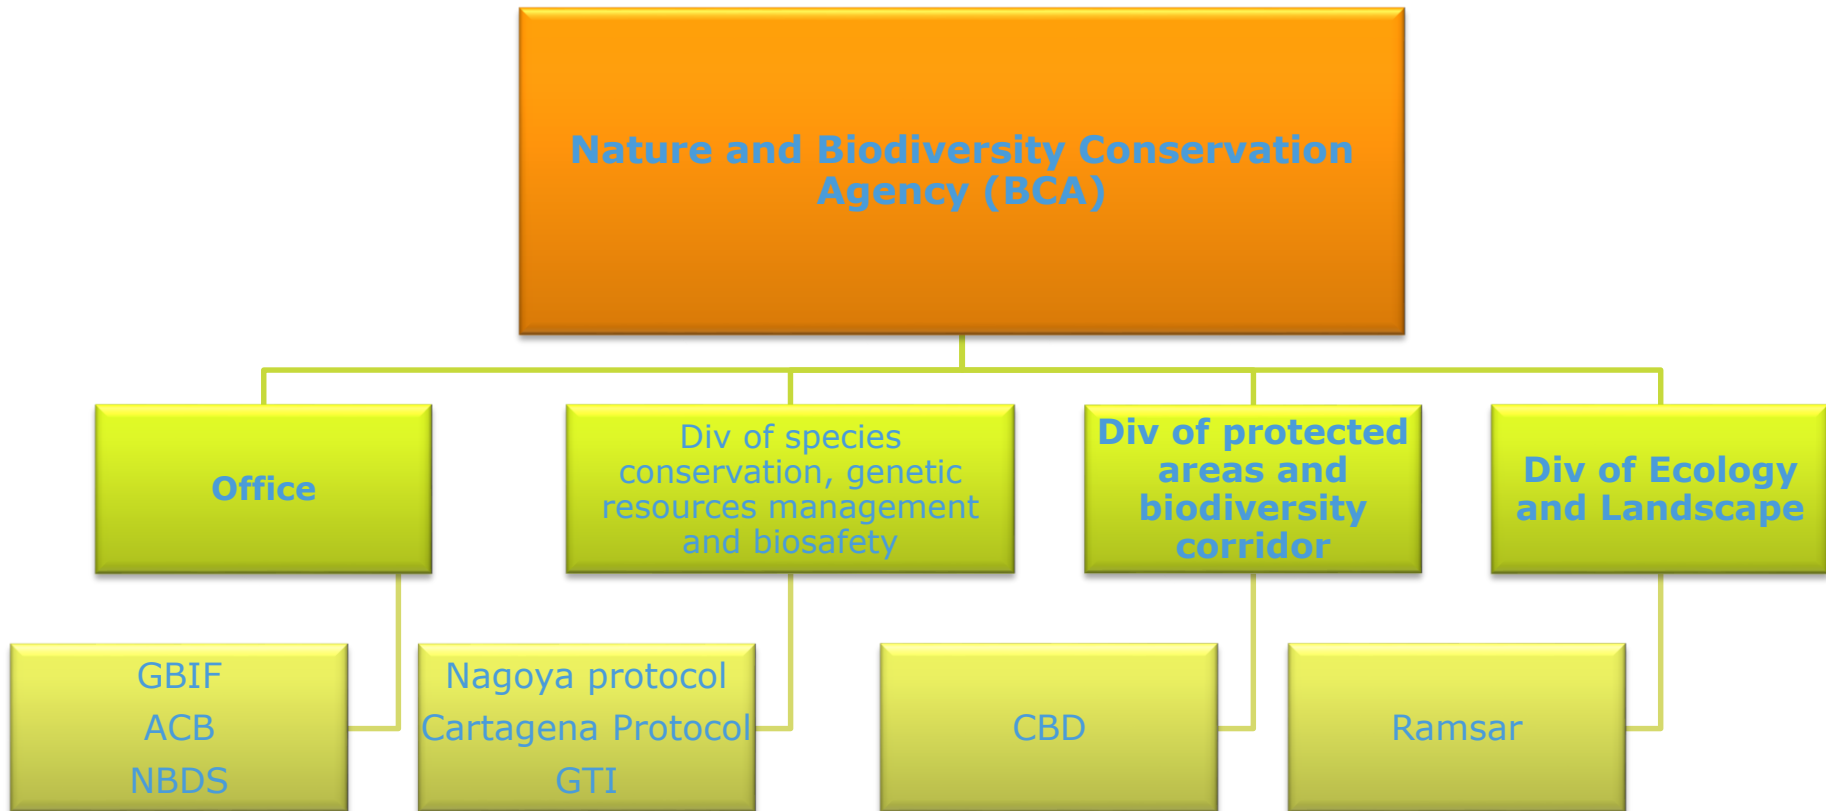 Nature and Biodiversity Conservation
Agency (BCA)
Office
Div of species
conservation, genetic
resources management
and biosafety
Div of protected
areas and
biodiversity
corridor
Div of Ecology
and Landscape
GBIF
ACB
NBDS
Nagoya protocol
Cartagena Protocol
GTI
CBD
Ramsar